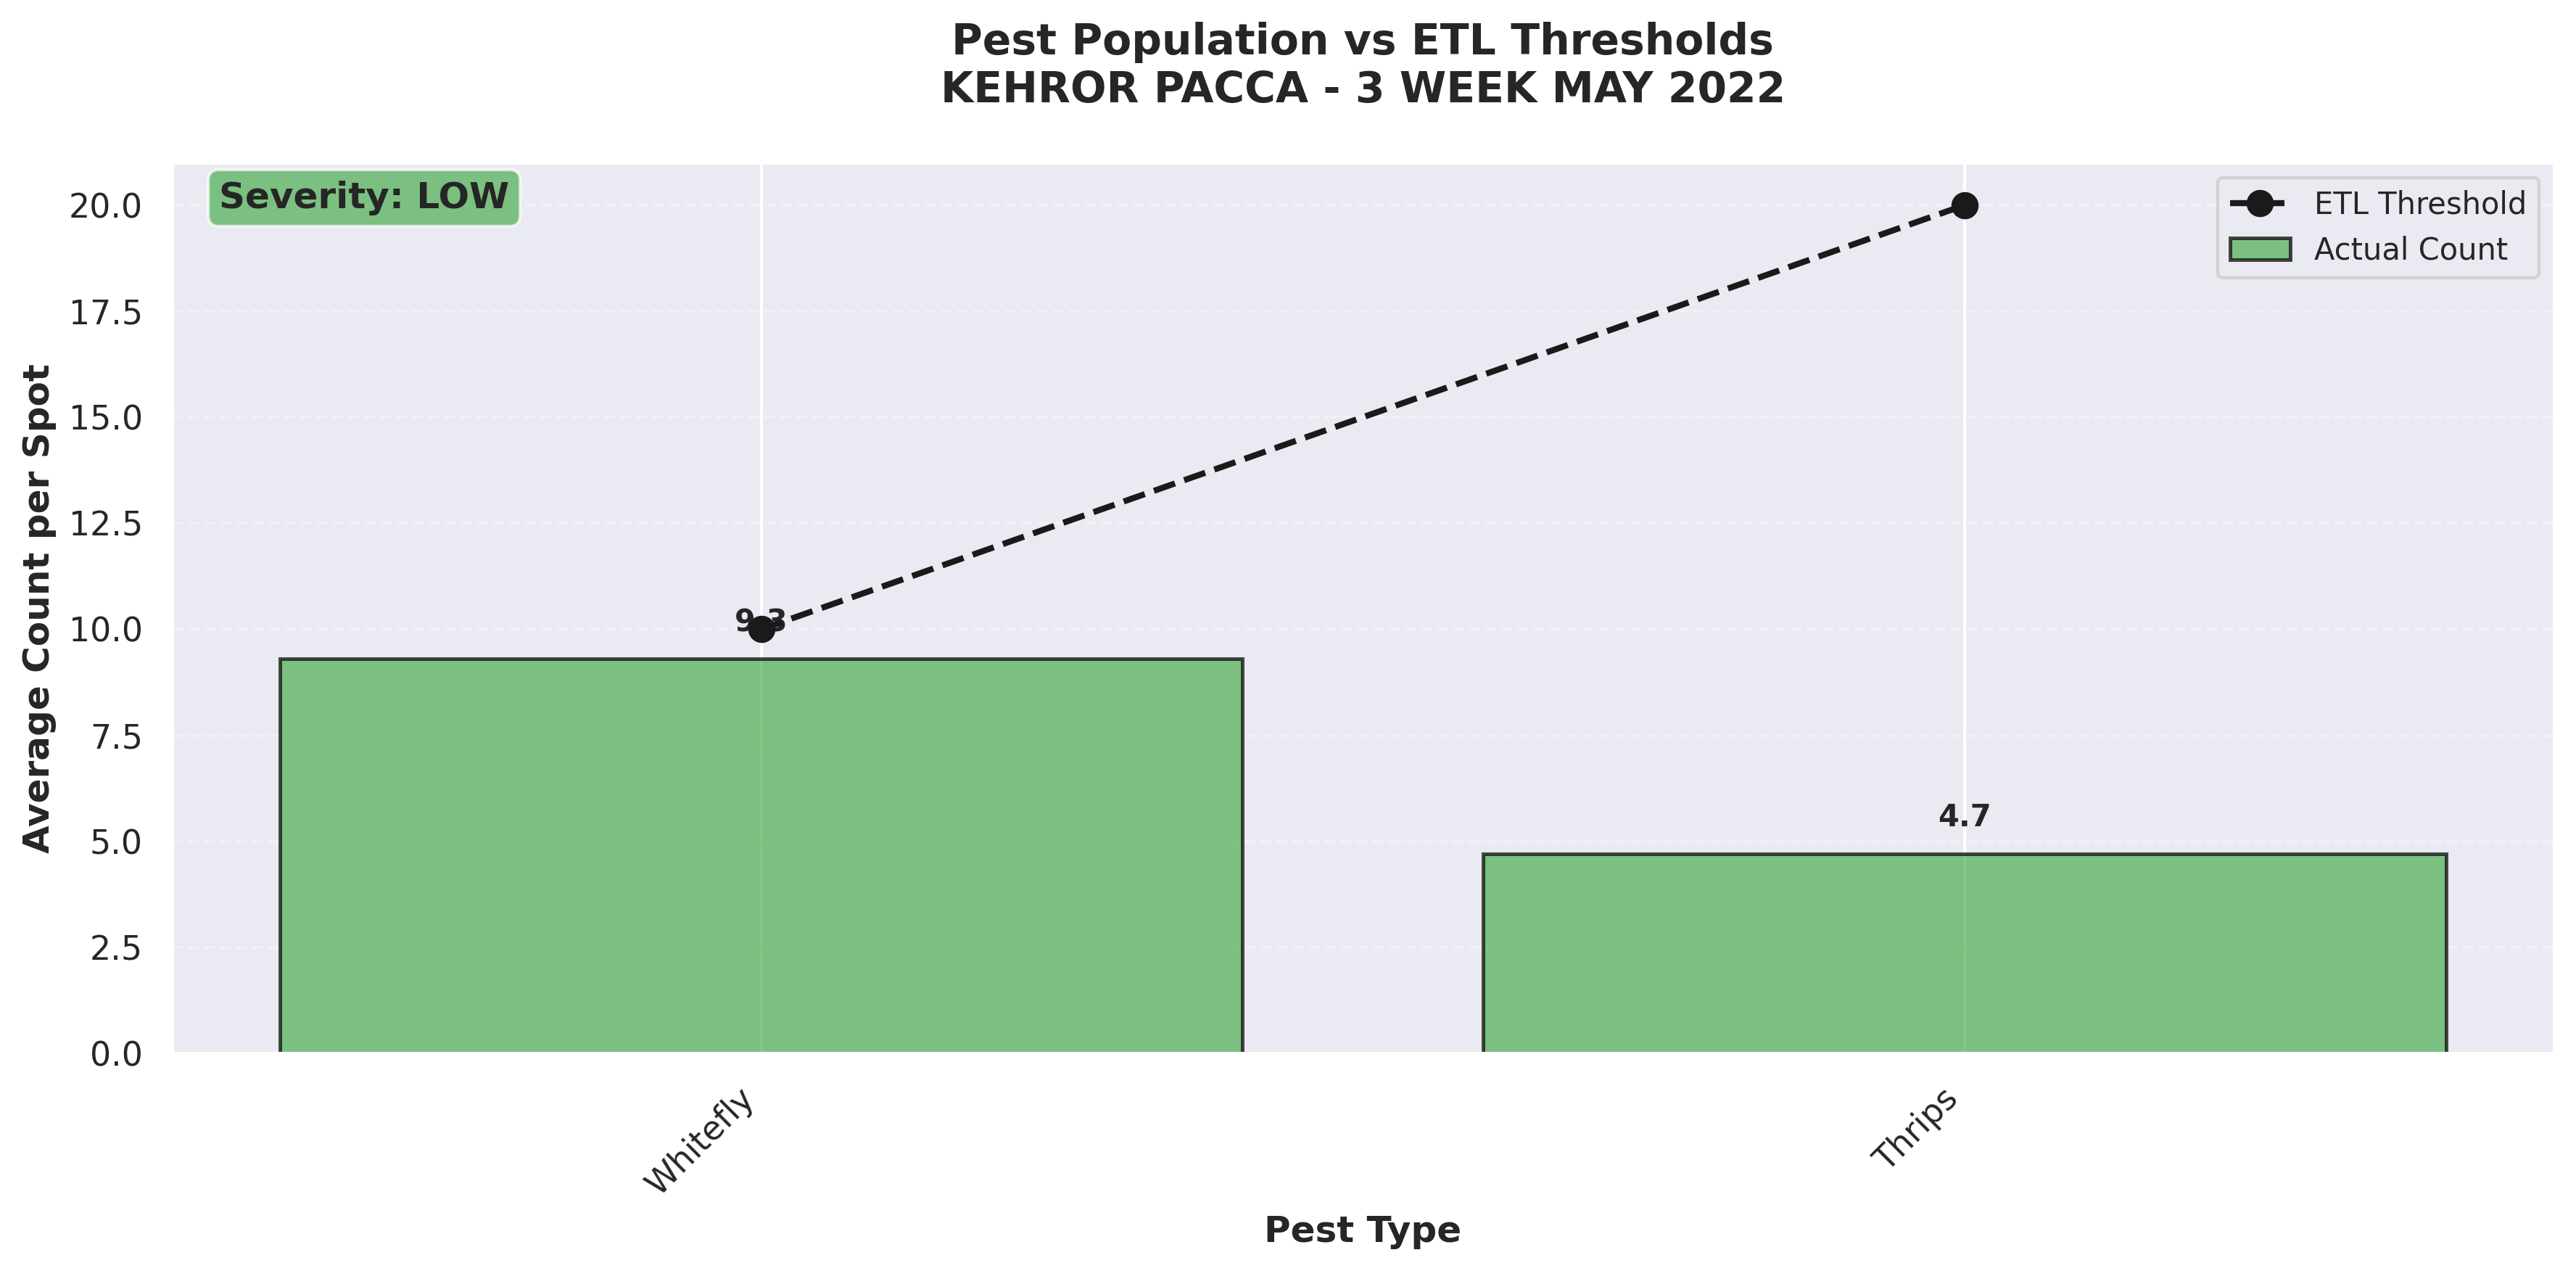 Pest Population vs ETL Thresholds
KEHROR PACCA - 3 WEEK MAY 2022
Severity: LOW
ETL Threshold
Actual Count
Average Count per Spot
20.0
17.5
15.0
12.5
10.0
7.5
5.0
2.5
0.0
9.3
4.7
Whitefly
Thrips
Pest Type